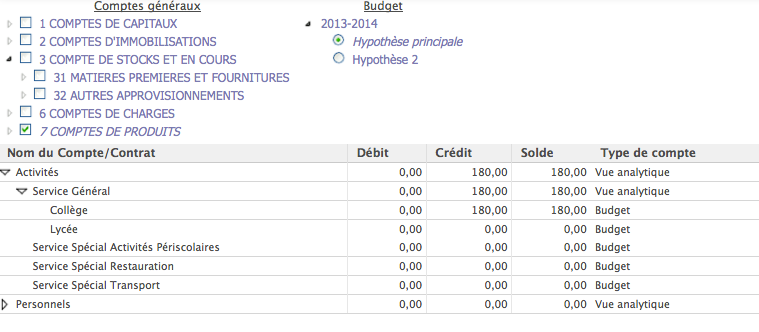 Comptes généraux Budget
1 COMPTES DE CAPITAUX 2013-2014
2 COMPTES D'IMMOBILISATIONS Hypothèse principale
3 COMPTE DE STOCKS ET EN COURS Hypothèse 2
31 MATIERES PREMIERES ET FOURNITURES
32 AUTRES APPROVISIONNEMENTS
6 COMPTES DE CHARGES
7 COMPTES DE PRODUITS
Nom du Compte/Contrat Débit Crédit Solde Type de compte
Activités 0,00 180,00 180,00 Vue analytique
Service Général 0,00 180,00 180,00 Vue analytique
Collège 0,00 180,00 180,00 Budget
Lycée 0,00 0,00 0,00 Budget
Service Spécial Activités Périscolaires 0,00 0,00 0,00 Budget
Service Spécial Restauration 0,00 0,00 0,00 Budget
Service Spécial Transport 0,00 0,00 0,00 Budget
Personnels 0,00 0,00 0,00 Vue analytique